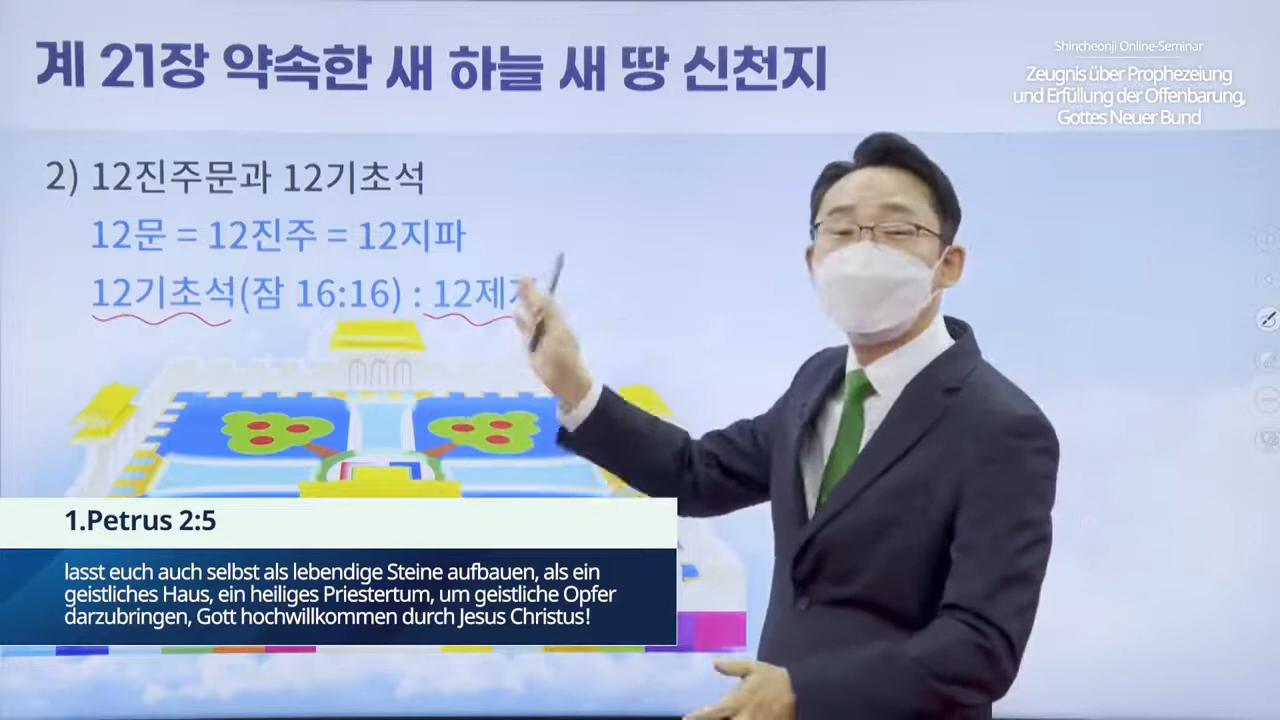 계 21장 약속한 새 하늘 새 땅 신천지
Shincheonji Online-Seminar
Zeugnis über Prophezeiung
und Erfüllung der Offenbarung,
Gottes Neuer Bund
2) 12진주문과 12기초석
12문 = 12진주 = 12지파
12기초석(잠 16:16) : 12제자
1.Petrus 2:5
lasst euch auch selbst als lebendige Steine aufbauen, als ein
geistliches Haus, ein heiliges Priestertum, um geistliche Opfer
darzubringen, Gott hochwillkommen durch Jesus Christus!